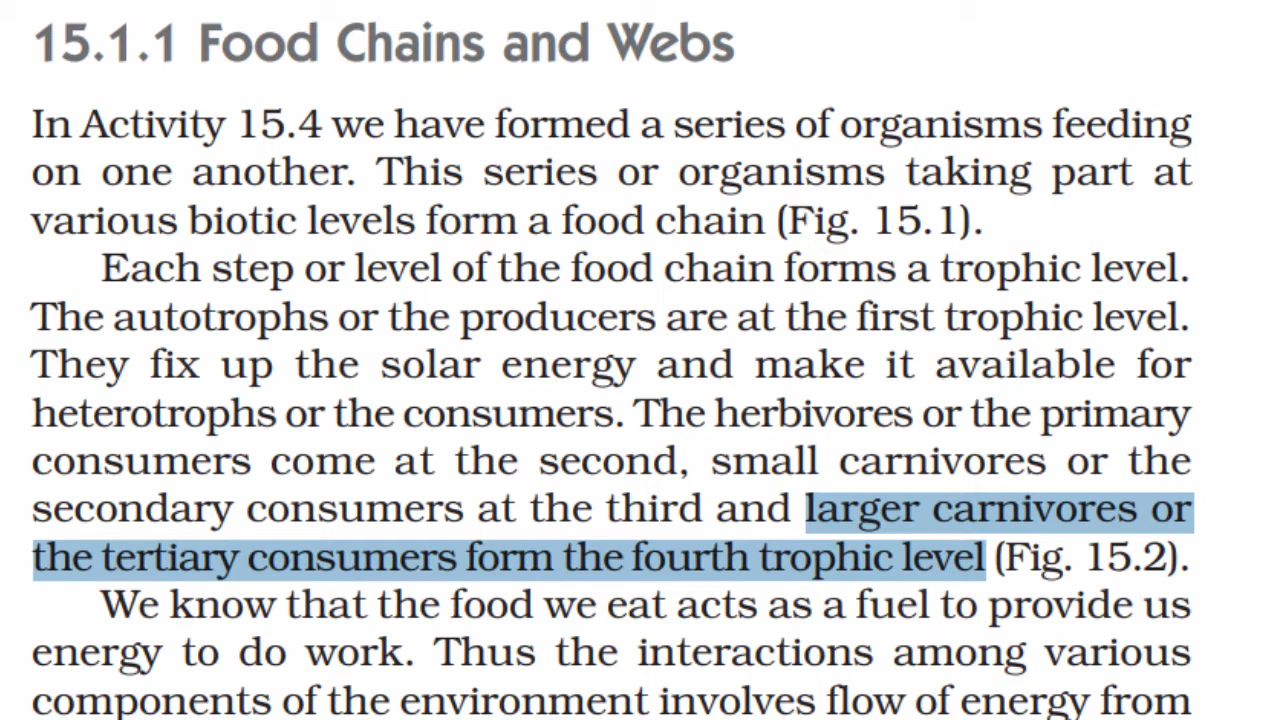 15.1.1 Food Chains and Webs
In Activity 15.4 we have formed a series of organisms feeding
on one another. This series or organisms taking part at
various biotic levels form a food chain (Fig. 15.1).
Each step or level of the food chain forms a trophic level.
The autotrophs or the producers are at the first trophic level.
They fix up the solar energy and make it available for
heterotrophs or the consumers. The herbivores or the primary
consumers come at the second, small carnivores or the
secondary consumers at the third and larger carnivores or
the tertiary consumers form the fourth trophic level (Fig. 15.2).
We know that the food we eat acts as a fuel to provide us
energy to do work. Thus the interactions among various
components of the environment involves flow of energy from